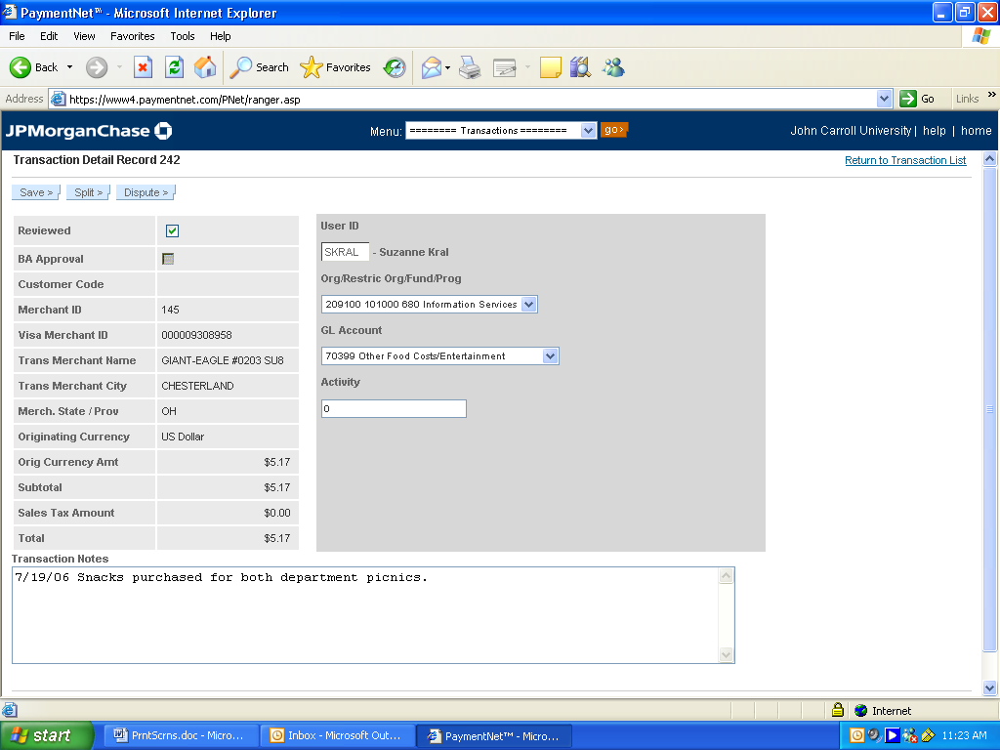 PaymentNet™ - Microsoft Internet Explorer
File Edit View Favorites Tools Help
Back Search Favorites
Address https://www4.paymentnet.com/PNet/ranger.asp Go Links »
JPMorganChase Menu: ======== Transactions ======== go> John Carroll University | help | home
Transaction Detail Record 242 Return to Transaction List
Save > Split > Dispute >
Reviewed
BA Approval
Customer Code
Merchant ID 145
Visa Merchant ID 000009308958
Trans Merchant Name GIANT-EAGLE #0203 SU8
Trans Merchant City CHESTERLAND
Merch. State / Prov OH
Originating Currency US Dollar
Orig Currency Amt $5.17
Subtotal $5.17
Sales Tax Amount $0.00
Total $5.17
User ID
SKRAL - Suzanne Kral
Org/Restric Org/Fund/Prog
209100 101000 680 Information Services
GL Account
70399 Other Food Costs/Entertainment
Activity
0
Transaction Notes
7/19/06 Snacks purchased for both department picnics.
Internet
start PrntScrns.doc - Micro... Inbox - Microsoft Out... PaymentNet™ - Micro... 11:23 AM